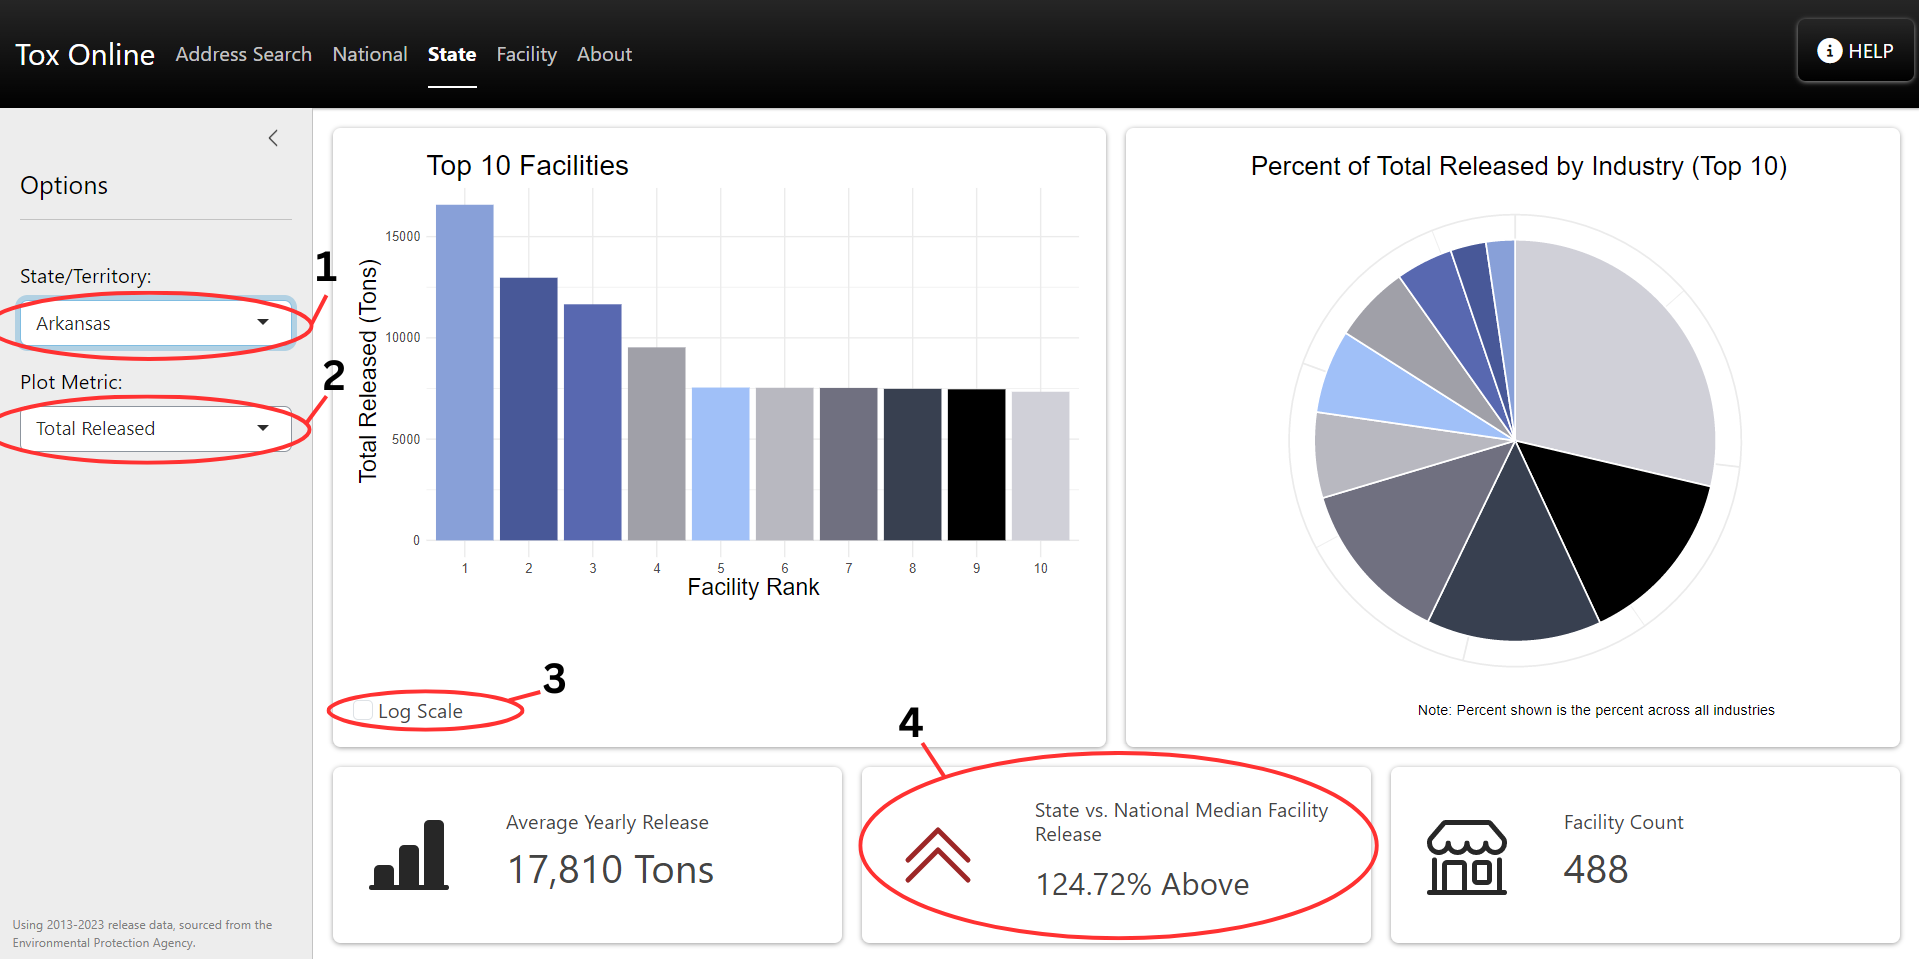 Tox Online Address Search National State Facility About
HELP
Options
State/Territory:
Arkansas
Plot Metric:
Total Released
Using 2013-2023 release data, sourced from the
Environmental Protection Agency.
1
2
Top 10 Facilities
Total Released (Tons)
15000
10000
5000
0
1 2 3 4 5 6 7 8 9 10
Facility Rank
3
Log Scale
Percent of Total Released by Industry (Top 10)
Note: Percent shown is the percent across all industries
Average Yearly Release
17,810 Tons
4
State vs. National Median Facility
Release
124.72% Above
Facility Count
488